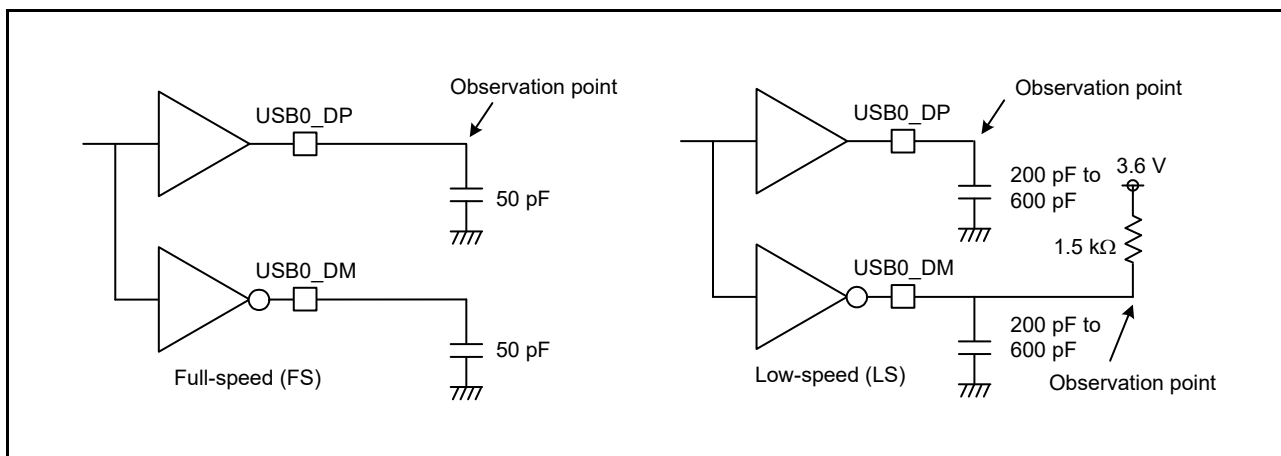 Observation point
USB0_DP
50 pF
USB0_DM
50 pF
Full-speed (FS)
Observation point
USB0_DP
200 pF to
600 pF
3.6 V
1.5 kΩ
USB0_DM
200 pF to
600 pF
Low-speed (LS)
Observation point